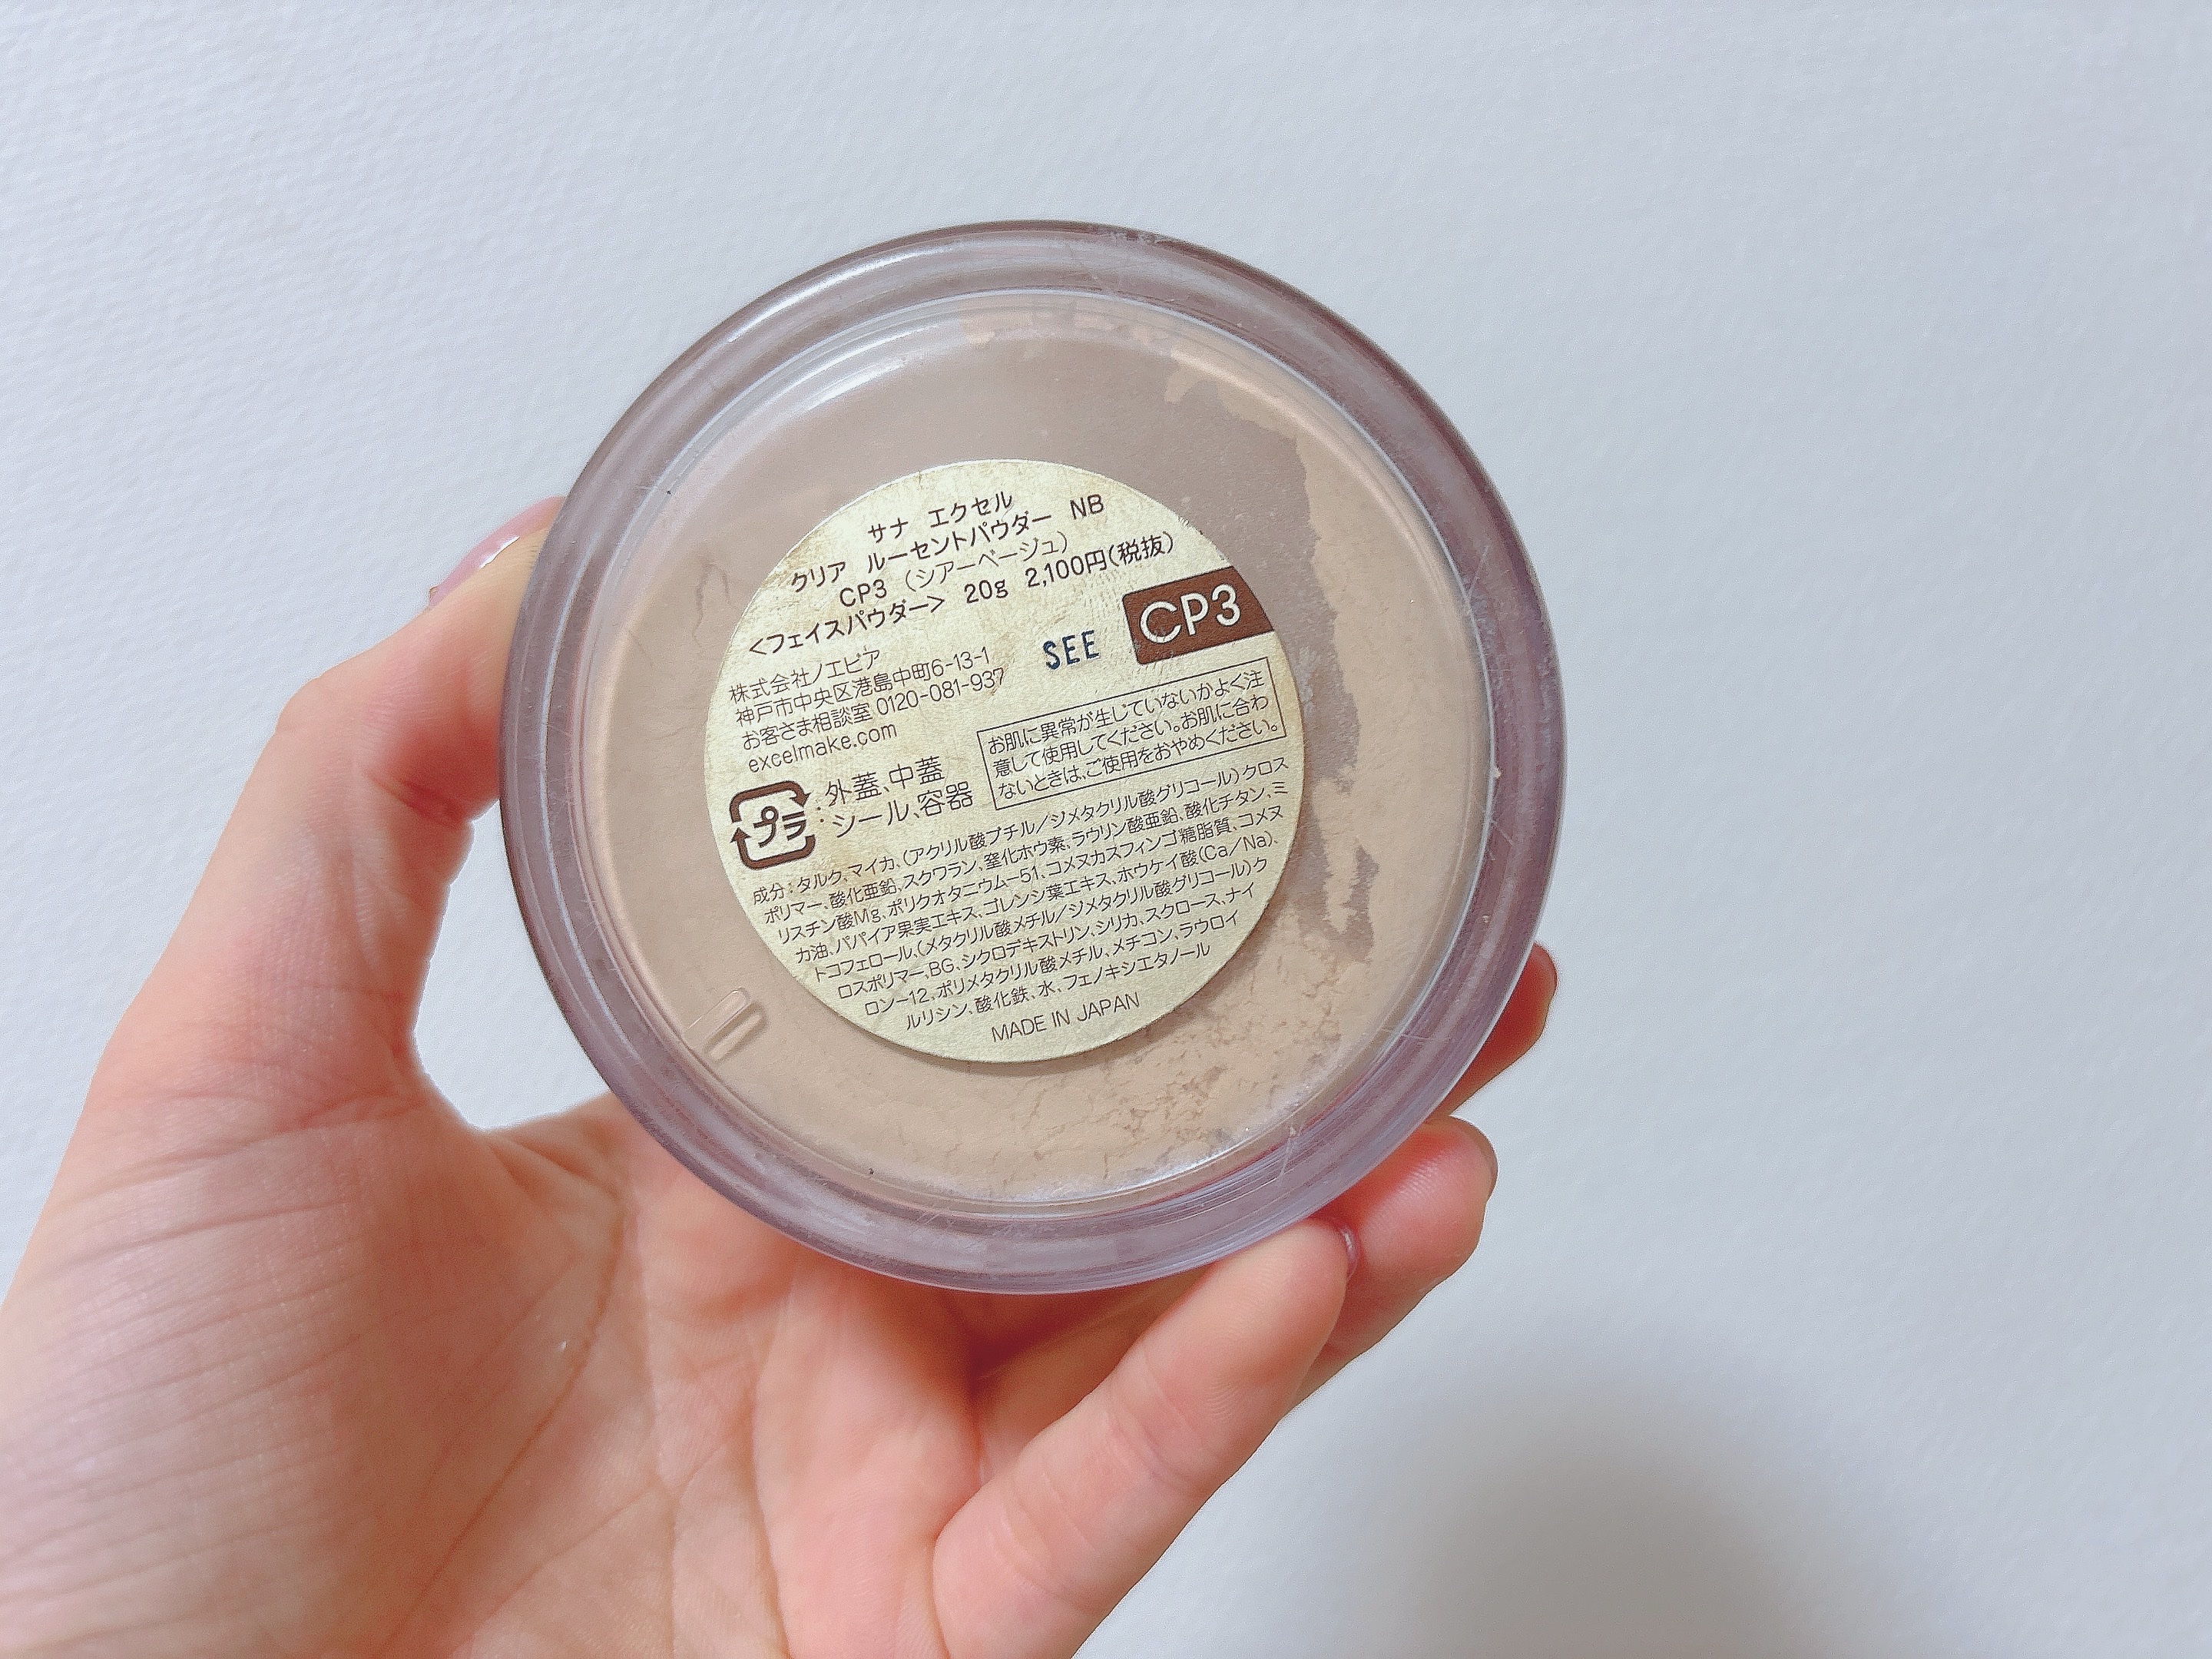 サナ エクセル
クリア ルーセントパウダー NB
CP3 (シアーベージュ)
<フェイスパウダー> 20g 2,100円(税抜)
CP3
SEE
株式会社ノエビア
神戸市中央区港島中町6-13-1
お客さま相談室 0120-081-937
excelmake.com
お肌に異常が生じていないかよく注
意して使用してください。お肌に合わ
ないときは、ご使用をおやめください。
プラ
:外蓋、中蓋
シール、容器
成分:タルク、マイカ、(アクリル酸ブチル/ジメタクリル酸グリコール)クロス
ポリマー、酸化亜鉛、スクワラン、窒化ホウ素、ラウリン酸亜鉛、酸化チタン、ミ
リスチン酸Mg、ポリクオタニウム-51、コメヌカスフィンゴ糖脂質、コメヌ
カ油、パパイア果実エキス、ゴレンシ葉エキス、ホウケイ酸(Ca/Na)、
トコフェロール、(メタクリル酸メチル/ジメタクリル酸グリコール)ク
ロスポリマー、BG、シクロデキストリン、シリカ、スクロース、ナイ
ロン-12、ポリメタクリル酸メチル、メチコン、ラウロイ
ルリシン、酸化鉄、水、フェノキシエタノール
MADE IN JAPAN